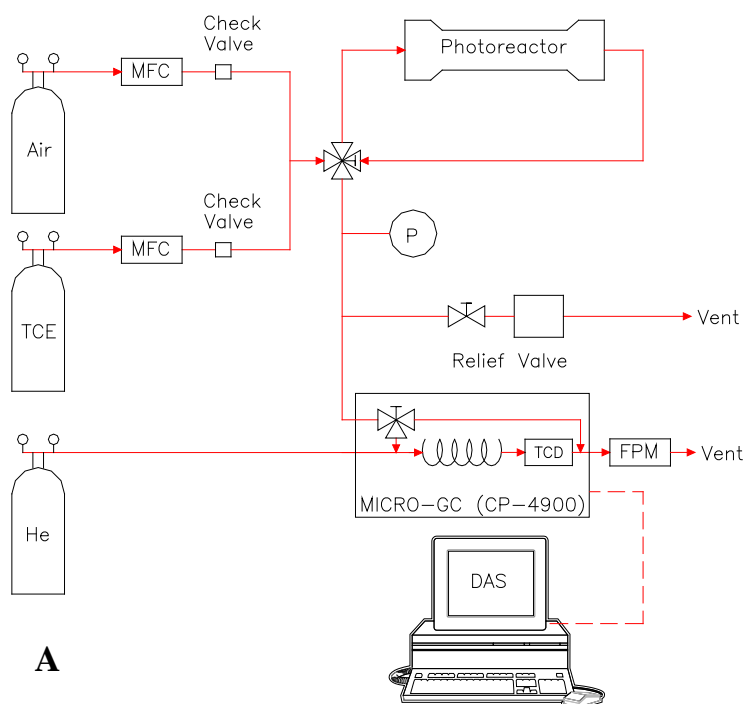 Check
Valve
MFC
Photoreactor
Air
Check
Valve
MFC
P
TCE
Vent
Relief Valve
TCD
FPM
Vent
MICRO-GC (CP-4900)
He
DAS
A